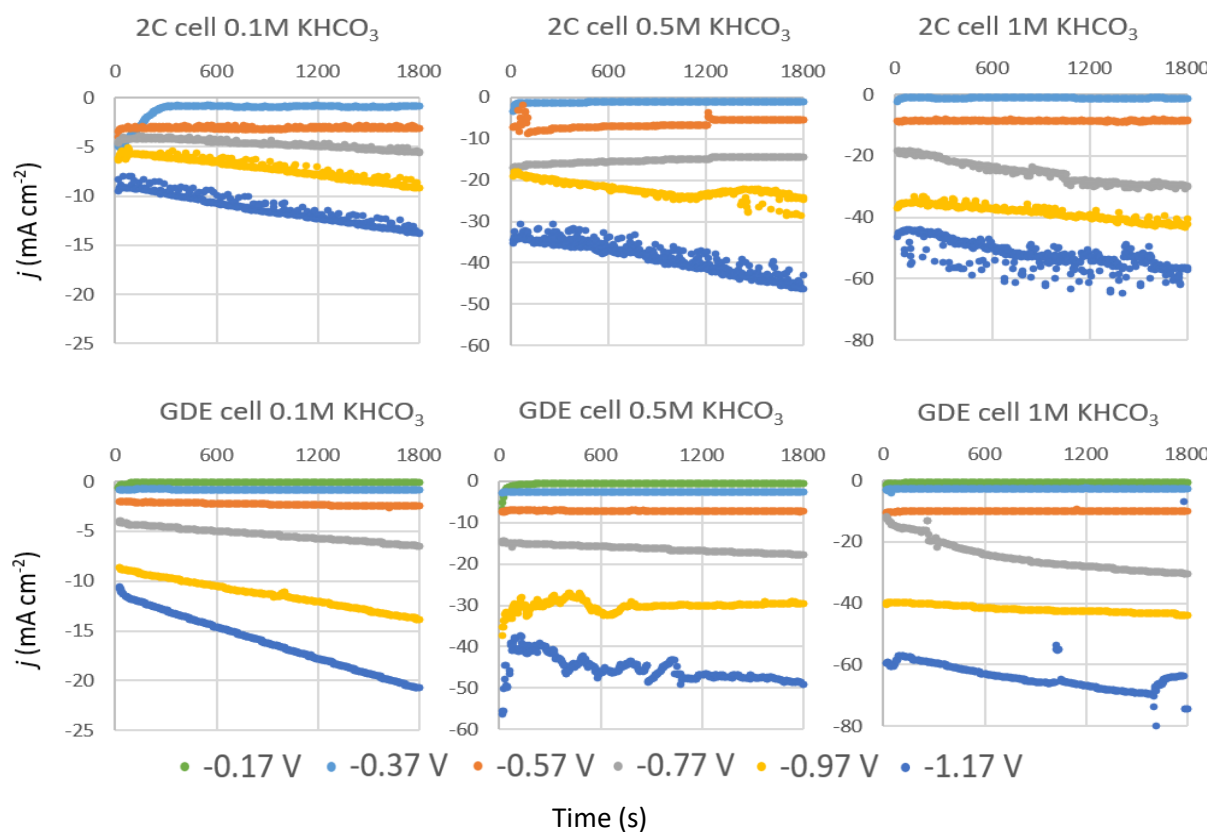 2C cell 0.1M KHCO₃ 2C cell 0.5M KHCO₃ 2C cell 1M KHCO₃
0 600 1200 1800 0 600 1200 1800 0 600 1200 1800
0 0 0
-5 -10 -20
-10 -20 -40
-15 -30 -60
-20 -40 -80
-25 -50
-60
j (mA cm⁻²)
GDE cell 0.1M KHCO₃ GDE cell 0.5M KHCO₃ GDE cell 1M KHCO₃
0 600 1200 1800 0 600 1200 1800 0 600 1200 1800
0 0 0
-5 -10 -20
-10 -20 -40
-15 -30 -60
-20 -40 -80
-25 -50
-60
j (mA cm⁻²)
-0.17 V -0.37 V -0.57 V -0.77 V -0.97 V -1.17 V
Time (s)